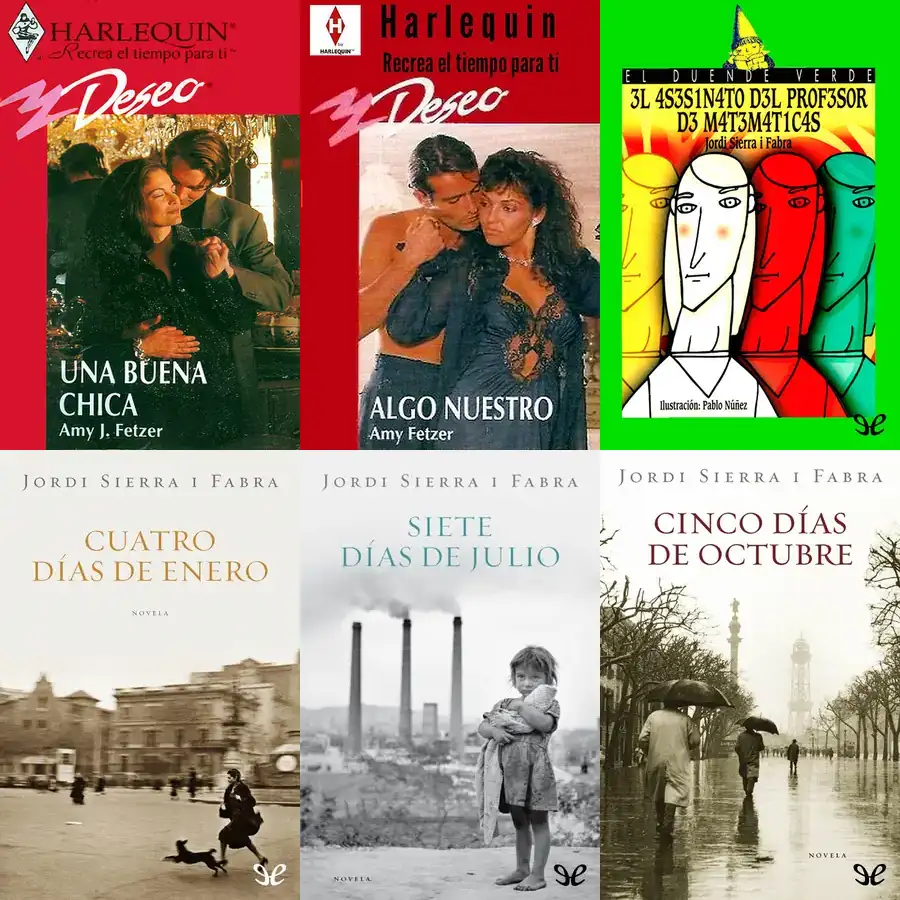 HARLEQUIN®
Recrea el tiempo para ti™
Deseo
UNA BUENA
CHICA
Amy J. Fetzer
H
HARLEQUIN™
Harlequin
Recrea el tiempo para tí
Deseo
ALGO NUESTRO
Amy Fetzer
EL DUENDE VERDE
3L 4S3S1N4TO D3L PROF3SOR
D3 M4T3M4T1C4S
Jordi Sierra i Fabra
Ilustración: Pablo Núñez
JORDI SIERRA I FABRA
CUATRO
DÍAS DE ENERO
NOVELA
JORDI SIERRA I FABRA
SIETE
DÍAS DE JULIO
NOVELA
JORDI SIERRA I FABRA
CINCO DÍAS
DE OCTUBRE
NOVELA